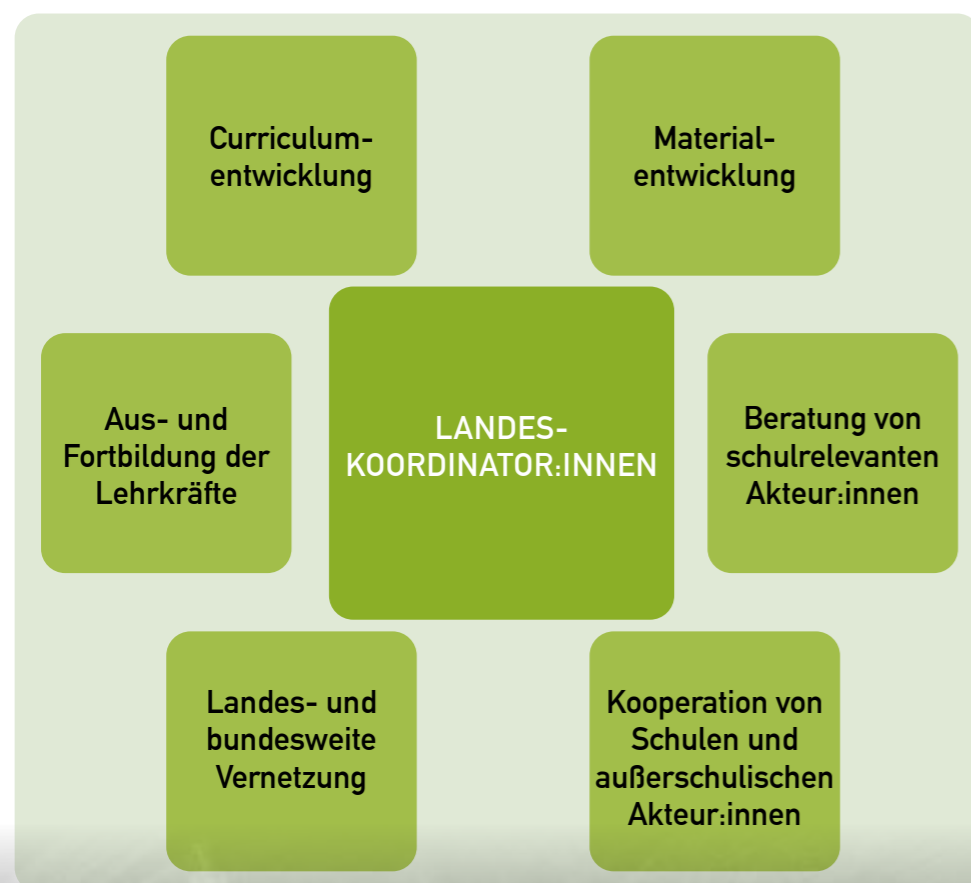 Curriculum-
entwicklung
Material-
entwicklung
Aus- und
Fortbildung der
Lehrkräfte
LANDES-
KOORDINATOR:INNEN
Beratung von
schulrelevanten
Akteur:innen
Landes- und
bundesweite
Vernetzung
Kooperation von
Schulen und
außerschulischen
Akteur:innen